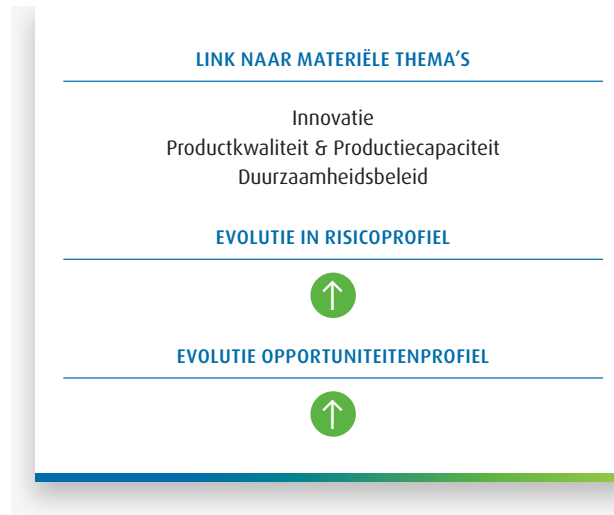 LINK NAAR MATERIËLE THEMA’S
Innovatie
Productkwaliteit & Productiecapaciteit
Duurzaamheidsbeleid
EVOLUTIE IN RISICOPROFIEL
EVOLUTIE OPPORTUNITEITENPROFIEL